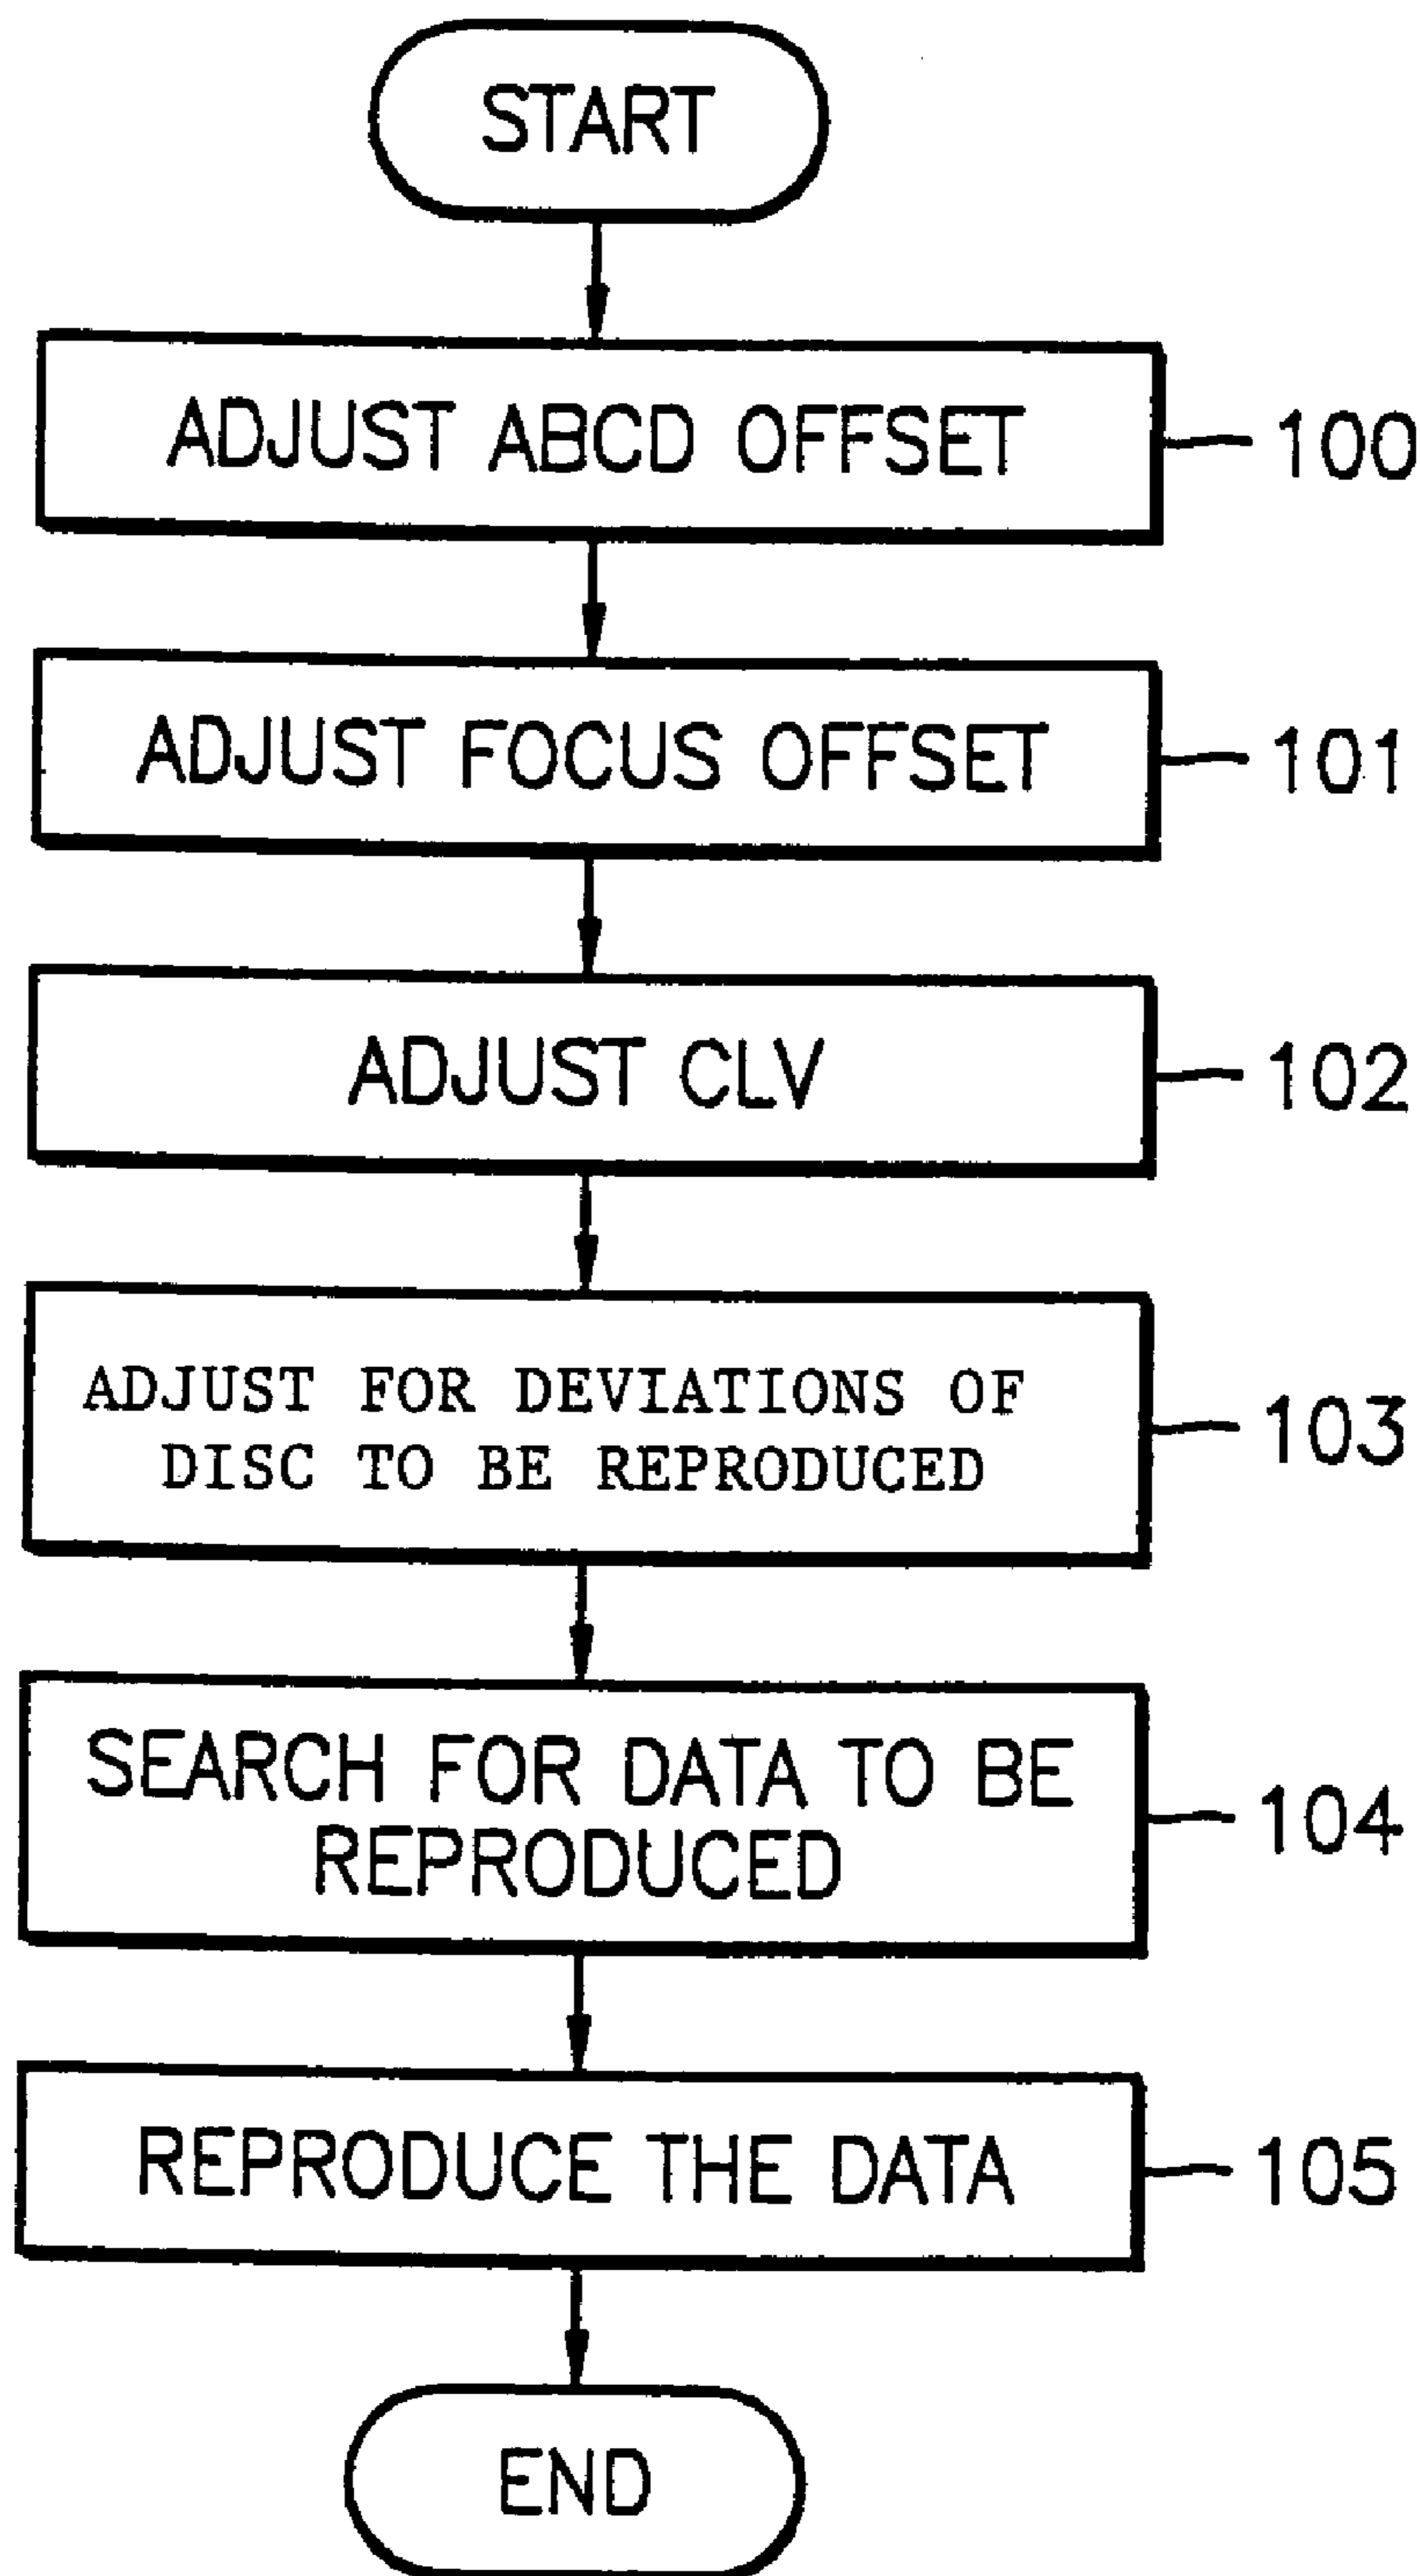 START
ADJUST ABCD OFFSET
100
ADJUST FOCUS OFFSET
101
ADJUST CLV
102
ADJUST FOR DEVIATIONS OF
DISC TO BE REPRODUCED
103
SEARCH FOR DATA TO BE
REPRODUCED
104
REPRODUCE THE DATA
105
END